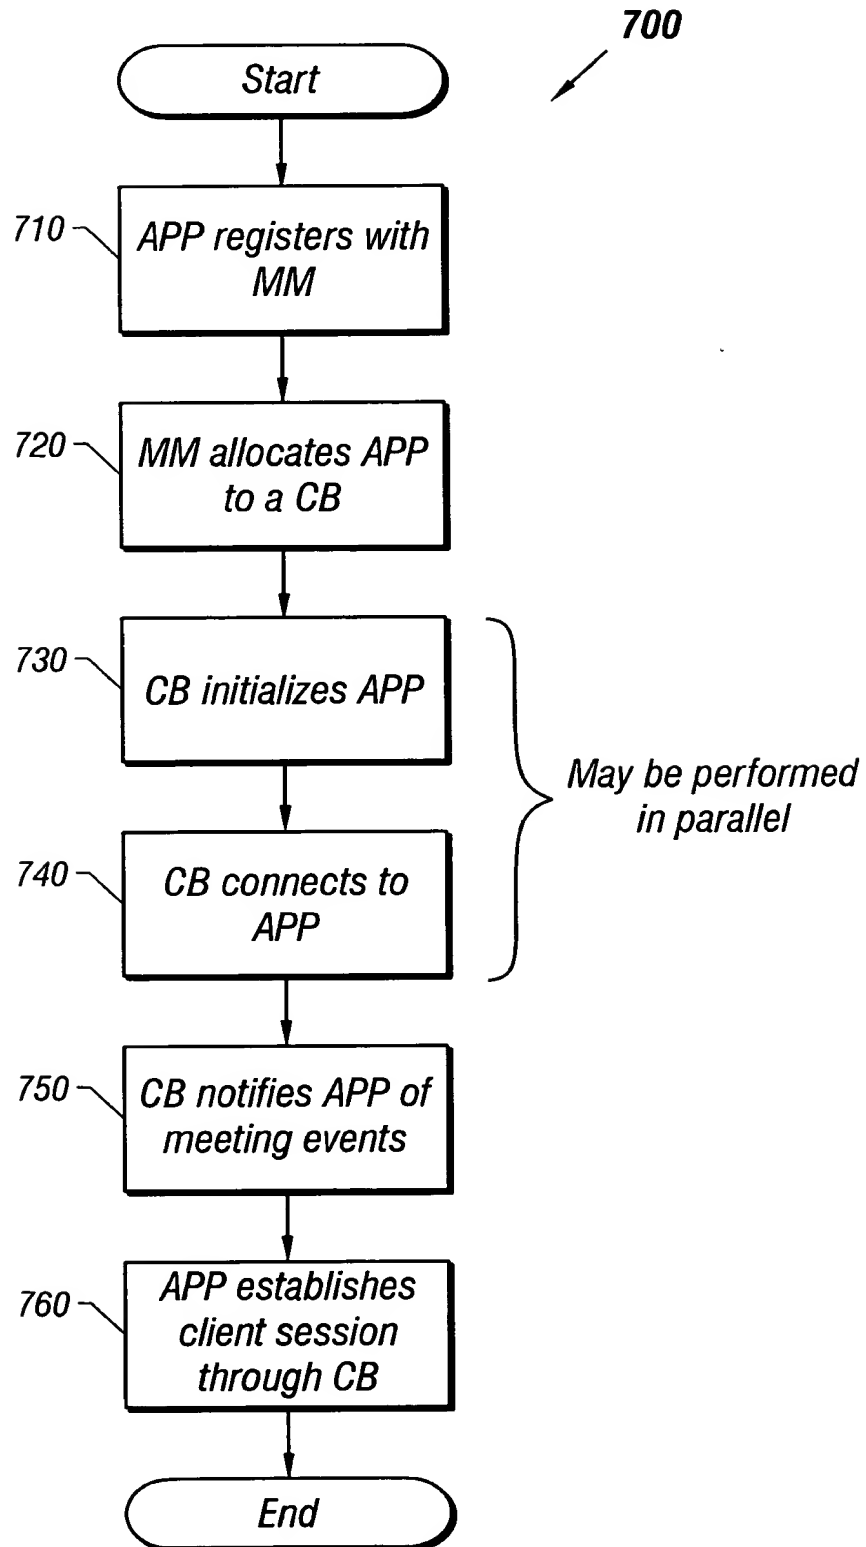 700
Start
710
APP registers with
MM
720
MM allocates APP
to a CB
730
CB initializes APP
May be performed
in parallel
740
CB connects to
APP
750
CB notifies APP of
meeting events
760
APP establishes
client session
through CB
End